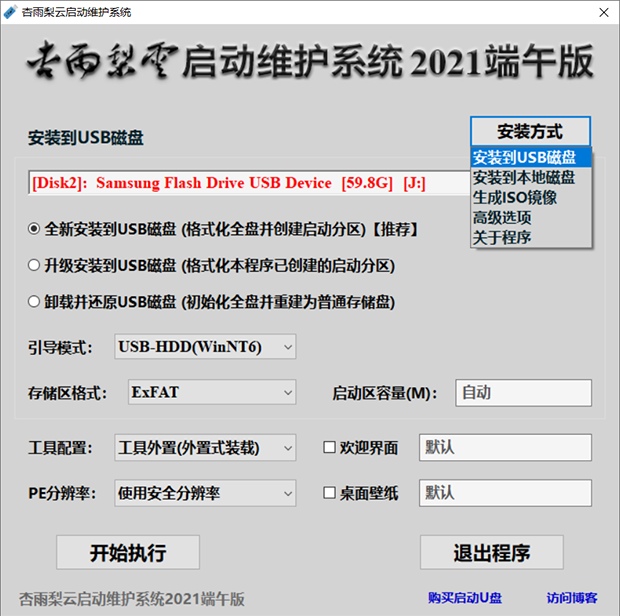 杏雨梨云启动维护系统
杏雨梨雲启动维护系统 2021端午版
安装到USB磁盘
安装方式
安装到USB磁盘
安装到本地磁盘
生成ISO镜像
高级选项
关于程序
[Disk2]: Samsung Flash Drive USB Device [59.8G] [J:]
全新安装到USB磁盘 (格式化全盘并创建启动分区)【推荐】
升级安装到USB磁盘 (格式化本程序已创建的启动分区)
卸载并还原USB磁盘 (初始化全盘并重建为普通存储盘)
引导模式: USB-HDD(WinNT6)
存储区格式: ExFAT 启动区容量(M): 自动
工具配置: 工具外置(外置式装载) 欢迎界面 默认
PE分辨率: 使用安全分辨率 桌面壁纸 默认
开始执行 退出程序
杏雨梨云启动维护系统2021端午版 购买启动U盘 访问博客